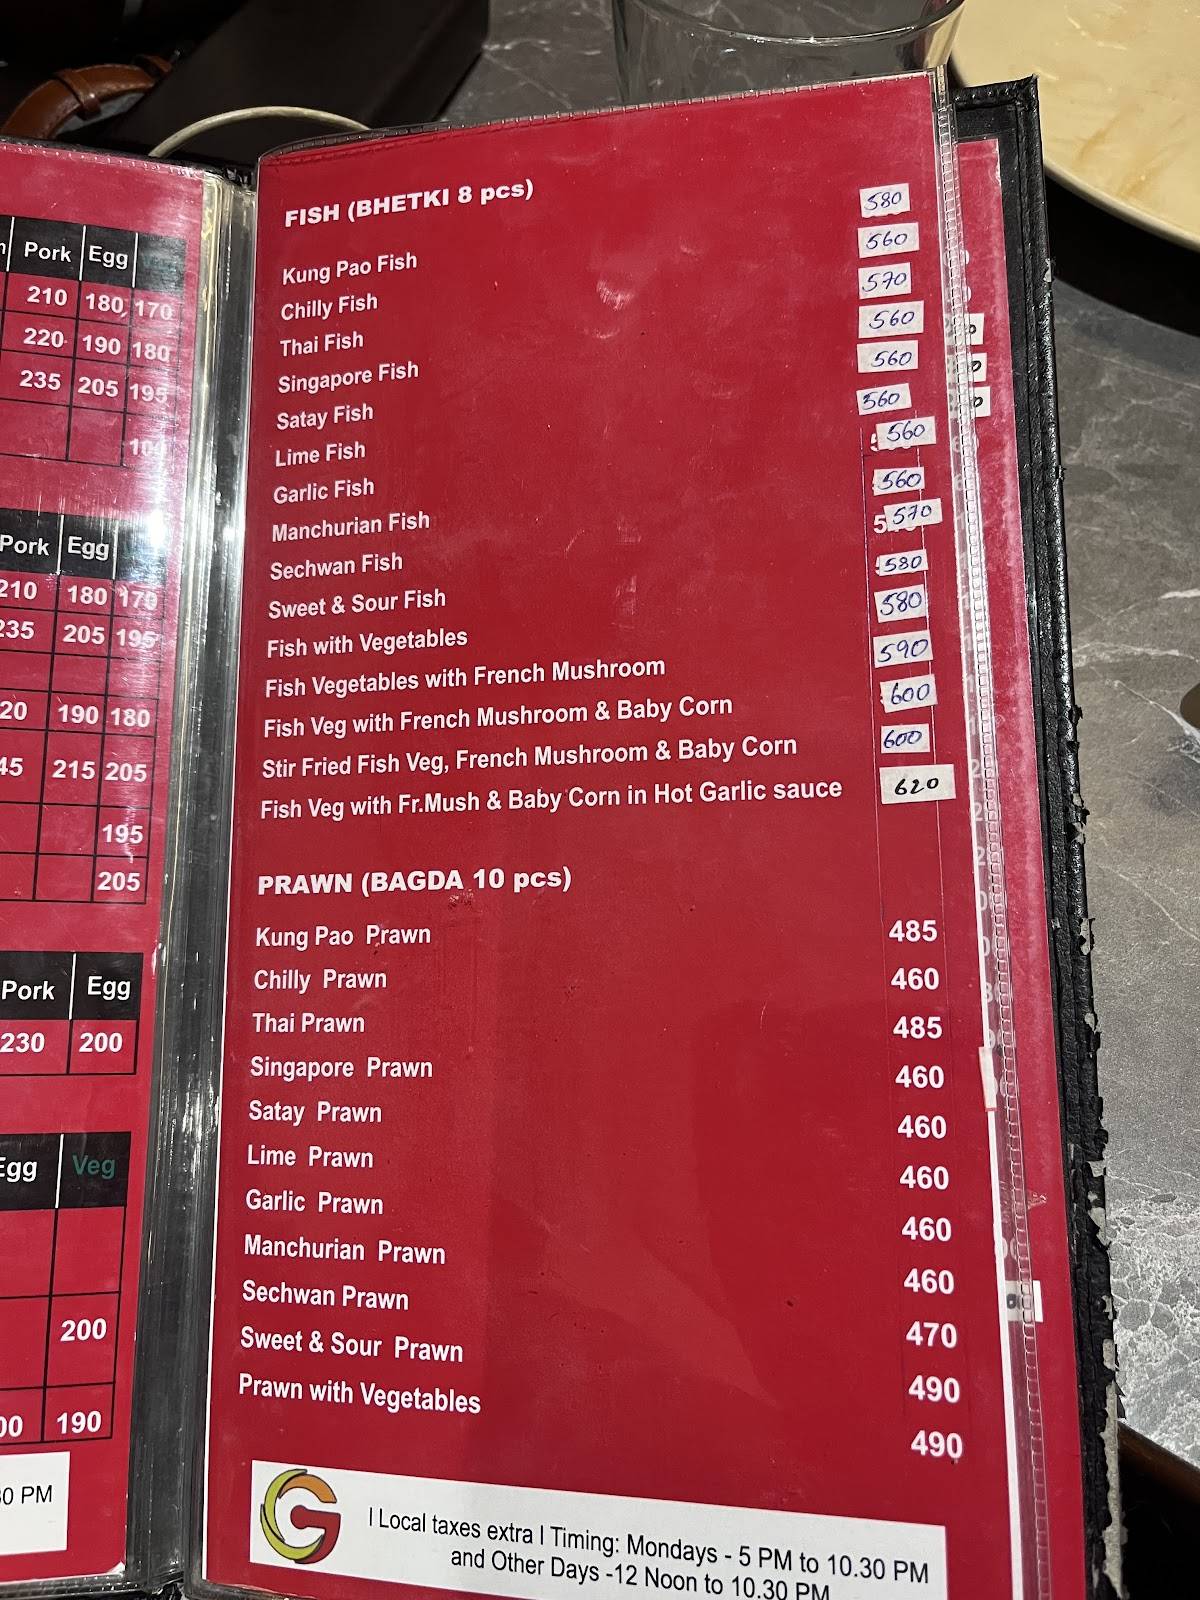 Pork Egg
210 180 170
220 190 180
235 205 195
Pork Egg
210 180 170
235 205 195
20 190 180
45 215 205
195
205
Pork Egg
230 200
Egg Veg
200
00 190
30 PM
FISH (BHETKI 8 pcs)
Kung Pao Fish 580
Chilly Fish 560
Thai Fish 570
Singapore Fish 560
Satay Fish 560
Lime Fish 560
Garlic Fish 560
Manchurian Fish 560
Sechwan Fish 570
Sweet & Sour Fish 580
Fish with Vegetables 580
Fish Vegetables with French Mushroom 590
Fish Veg with French Mushroom & Baby Corn 600
Stir Fried Fish Veg, French Mushroom & Baby Corn 600
Fish Veg with Fr.Mush & Baby Corn in Hot Garlic sauce 620
PRAWN (BAGDA 10 pcs)
Kung Pao Prawn 485
Chilly Prawn 460
Thai Prawn 485
Singapore Prawn 460
Satay Prawn 460
Lime Prawn 460
Garlic Prawn 460
Manchurian Prawn 460
Sechwan Prawn 470
Sweet & Sour Prawn 490
Prawn with Vegetables 490
I Local taxes extra I Timing: Mondays - 5 PM to 10.30 PM
and Other Days -12 Noon to 10.30 PM